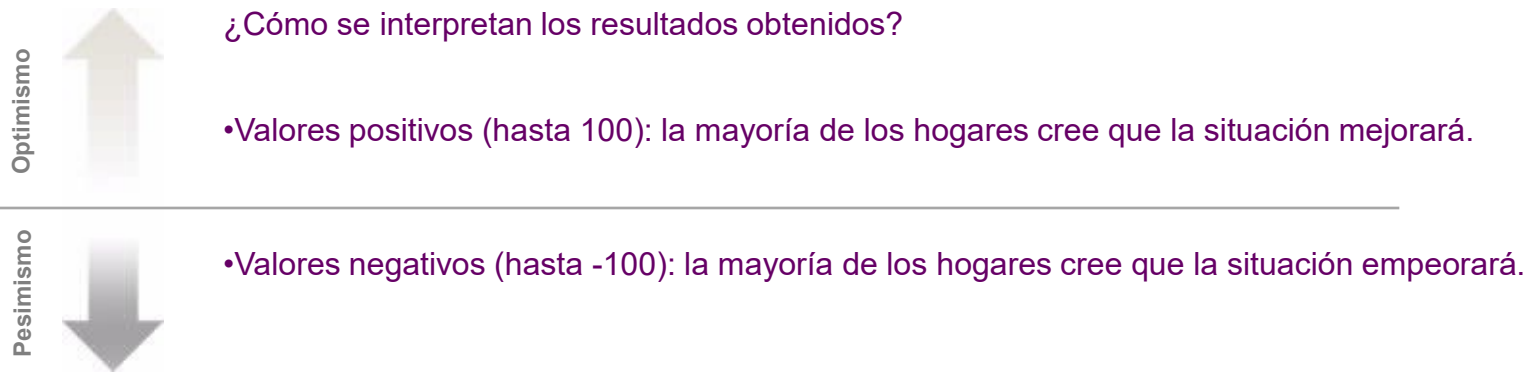 ¿Cómo se interpretan los resultados obtenidos?
Optimismo
•Valores positivos (hasta 100): la mayoría de los hogares cree que la situación mejorará.
Pesimismo
•Valores negativos (hasta -100): la mayoría de los hogares cree que la situación empeorará.